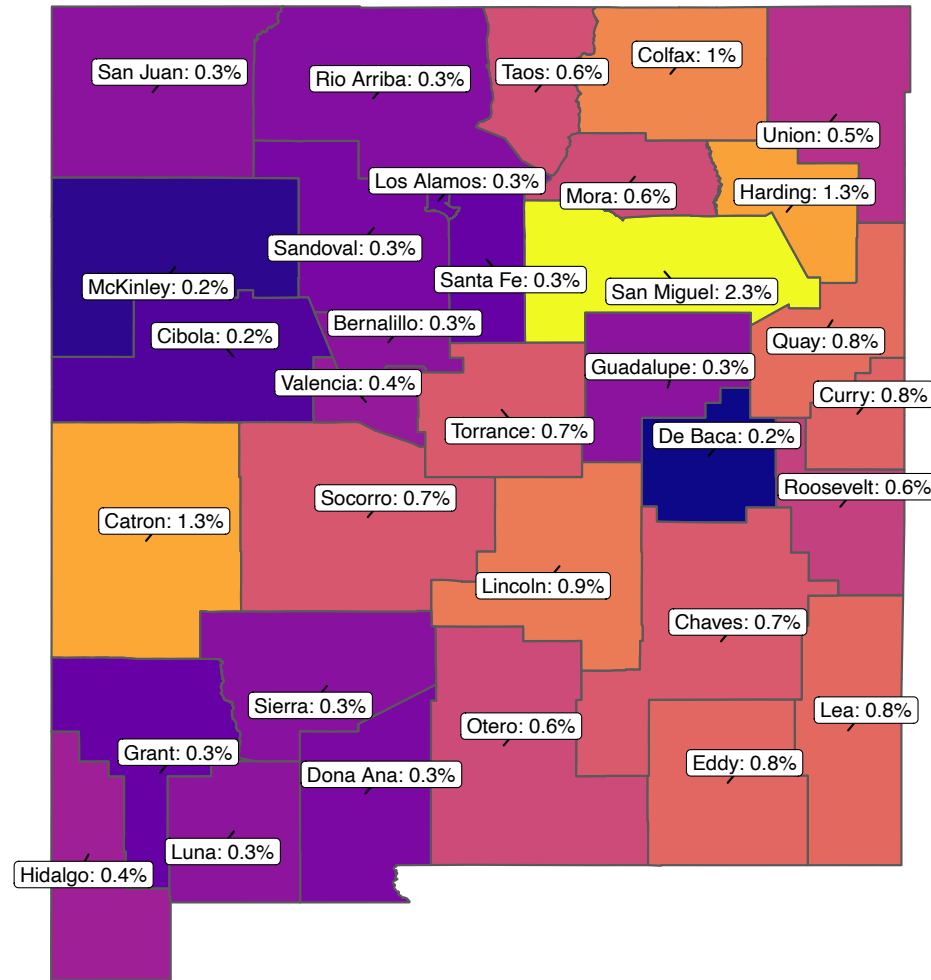 San Juan: 0.3%
Rio Arriba: 0.3%
Taos: 0.6%
Colfax: 1%
Union: 0.5%
Los Alamos: 0.3%
Mora: 0.6%
Harding: 1.3%
Sandoval: 0.3%
McKinley: 0.2%
Santa Fe: 0.3%
San Miguel: 2.3%
Cibola: 0.2%
Bernalillo: 0.3%
Quay: 0.8%
Valencia: 0.4%
Guadalupe: 0.3%
Curry: 0.8%
Torrance: 0.7%
De Baca: 0.2%
Roosevelt: 0.6%
Socorro: 0.7%
Catron: 1.3%
Lincoln: 0.9%
Chaves: 0.7%
Sierra: 0.3%
Otero: 0.6%
Lea: 0.8%
Grant: 0.3%
Dona Ana: 0.3%
Eddy: 0.8%
Luna: 0.3%
Hidalgo: 0.4%